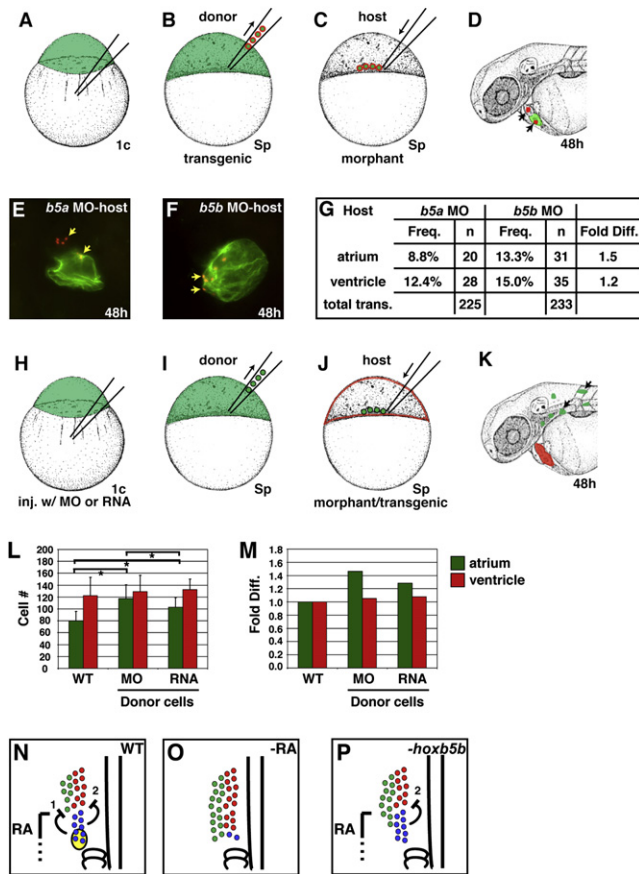 A
B
donor
C
host
D
1c
Sp
transgenic
Sp
morphant
48h
E
b5a MO-host
48h
F
b5b MO-host
48h
G
Host b5a MO b5b MO
Freq. n Freq. n Fold Diff.
atrium 8.8% 20 13.3% 31 1.5
ventricle 12.4% 28 15.0% 35 1.2
total trans. 225 233
H
I
donor
J
host
K
1c
inj. w/ MO or RNA
Sp
Sp
morphant/transgenic
48h
L
Cell #
200
180
160
140
120
100
80
60
40
20
0
*
*
*
WT MO RNA
Donor cells
M
Fold Diff.
1.8
1.6
1.4
1.2
1.0
0.8
0.6
0.4
0.2
0.0
WT MO RNA
Donor cells
atrium
ventricle
N
WT
1
2
RA
O
-RA
P
-hoxb5b
2
RA